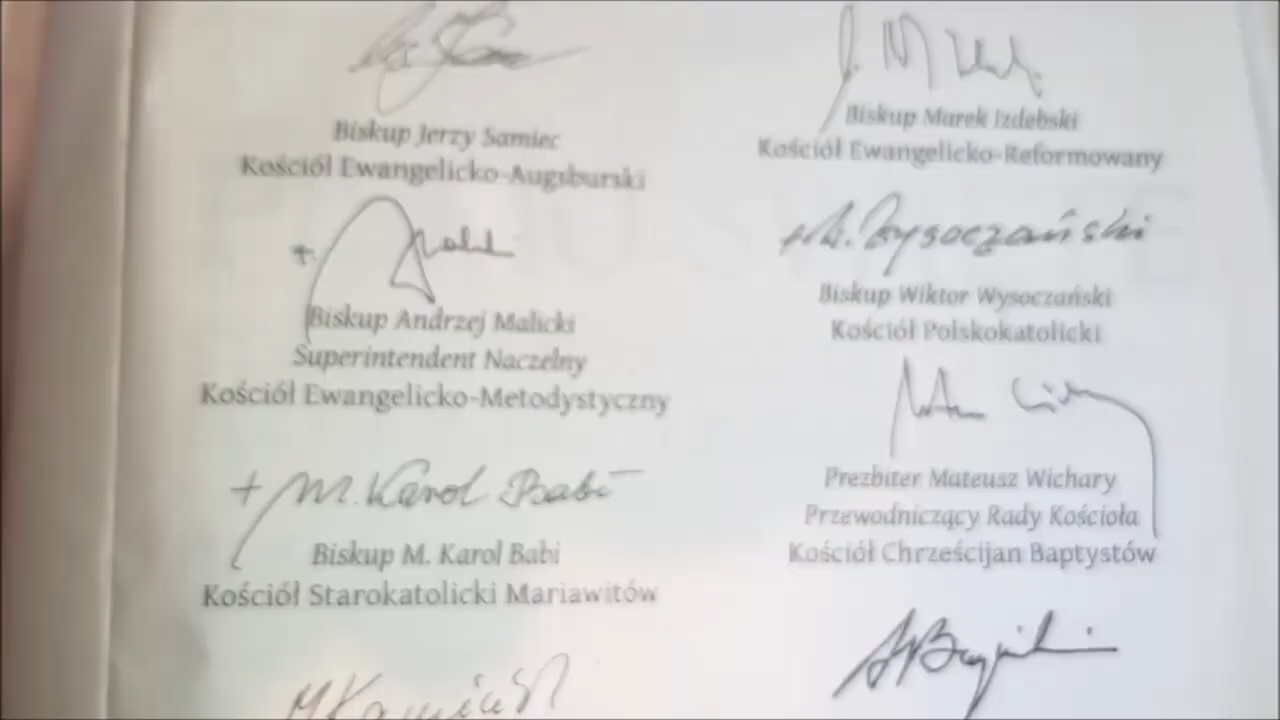 Biskup Jerzy Samiec
Kościół Ewangelicko-Augsburski
Biskup Andrzej Malicki
Superintendent Naczelny
Kościół Ewangelicko-Metodystyczny
+ M. Karol Babi
Biskup M. Karol Babi
Kościół Starokatolicki Mariawitów
Biskup Marek Izdebski
Kościół Ewangelicko-Reformowany
Wysoczański
Biskup Wiktor Wysoczański
Kościół Polskokatolicki
Prezbiter Mateusz Wichary
Przewodniczący Rady Kościoła
Kościół Chrześcijan Baptystów